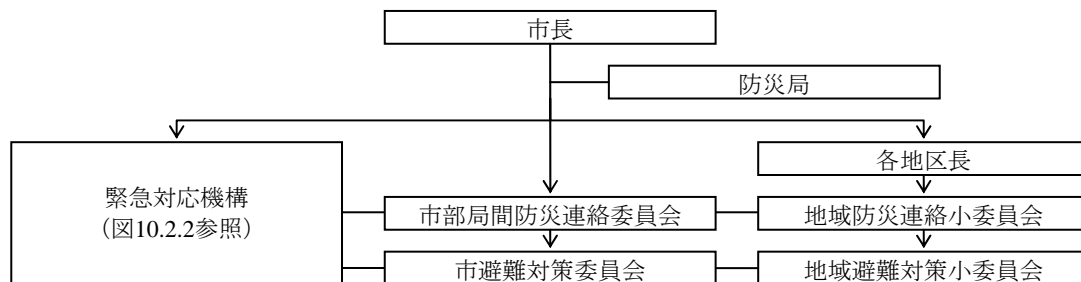 市長
防災局
各地区長
緊急対応機構
（図10.2.2参照）
市部局間防災連絡委員会
地域防災連絡小委員会
市避難対策委員会
地域避難対策小委員会